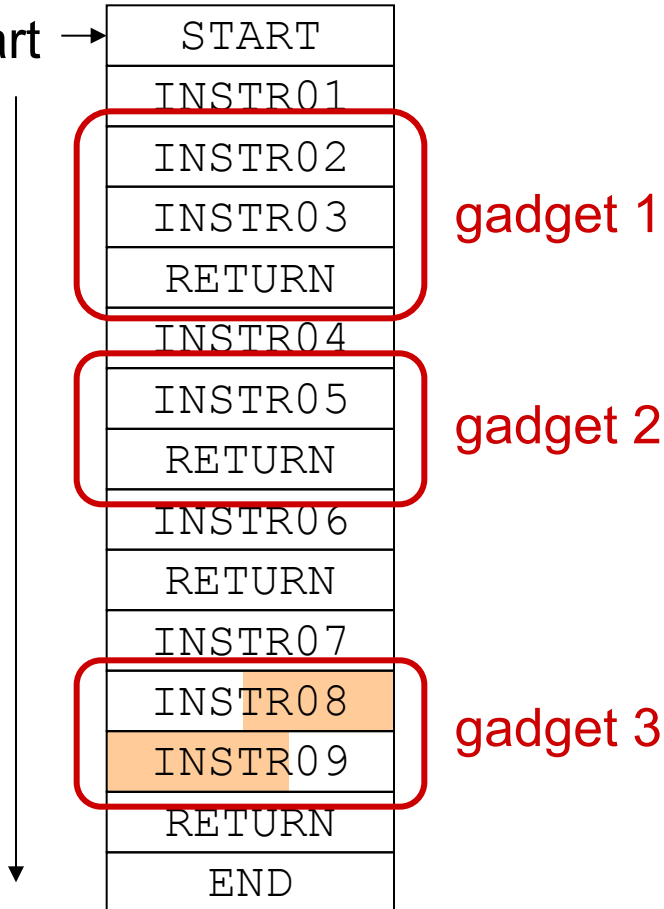 art START
INSTR01
INSTR02
INSTR03 gadget 1
RETURN
INSTR04
INSTR05 gadget 2
RETURN
INSTR06
RETURN
INSTR07
INSTR08 gadget 3
INSTR09
RETURN
END